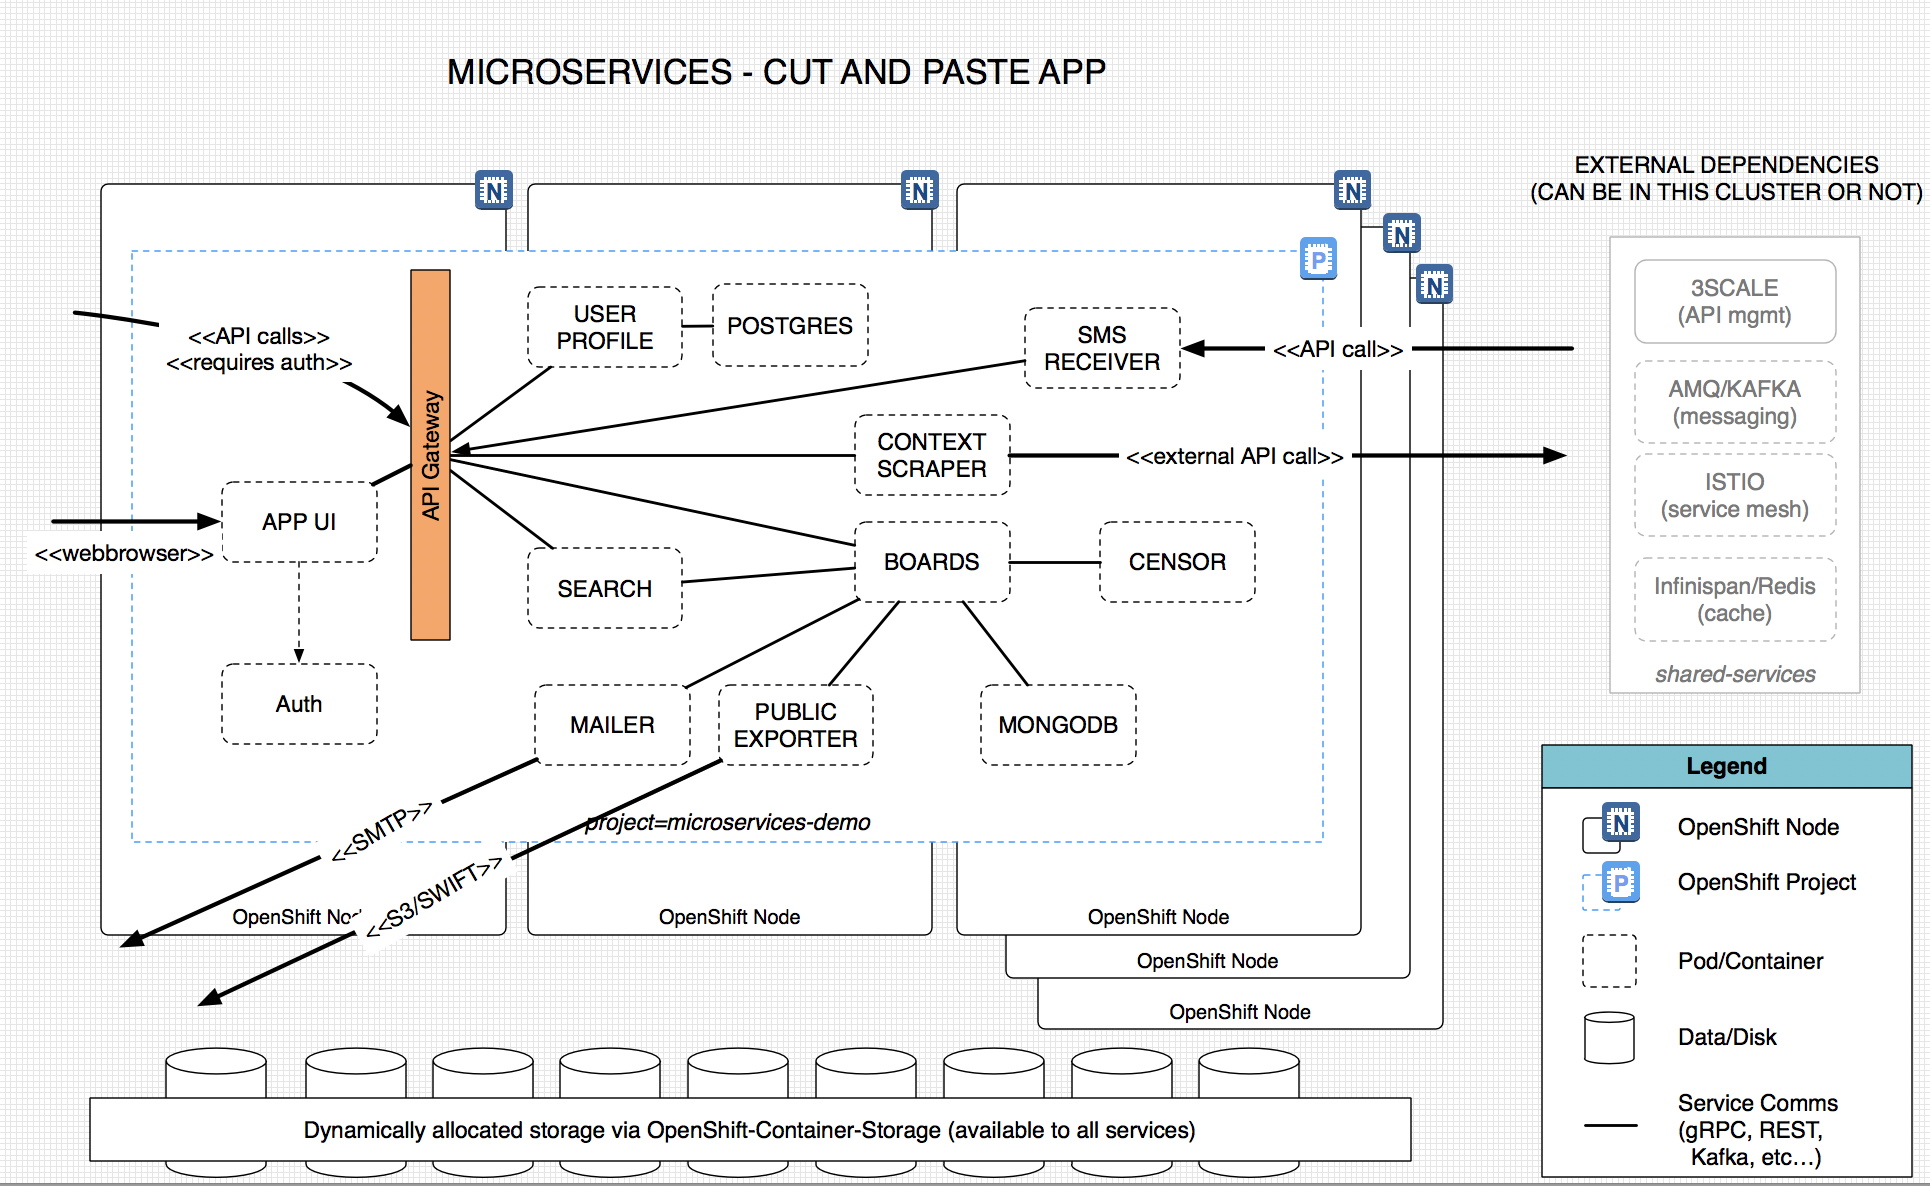 MICROSERVICES - CUT AND PASTE APP
EXTERNAL DEPENDENCIES
(CAN BE IN THIS CLUSTER OR NOT)
N
N
N
N
N
P
<<API calls>>
<<requires auth>>
API Gateway
USER
PROFILE
POSTGRES
SMS
RECEIVER
<<API call>>
CONTEXT
SCRAPER
<<external API call>>
APP UI
<<webbrowser>>
SEARCH
BOARDS
CENSOR
Auth
MAILER
PUBLIC
EXPORTER
MONGODB
<<SMTP>>
<<S3/SWIFT>>
project=microservices-demo
OpenShift
OpenShift Node
OpenShift Node
OpenShift Node
OpenShift Node
Dynamically allocated storage via OpenShift-Container-Storage (available to all services)
3SCALE
(API mgmt)
AMQ/KAFKA
(messaging)
ISTIO
(service mesh)
Infinispan/Redis
(cache)
shared-services
Legend
N
OpenShift Node
P
OpenShift Project
Pod/Container
Data/Disk
Service Comms
(gRPC, REST,
Kafka, etc…)